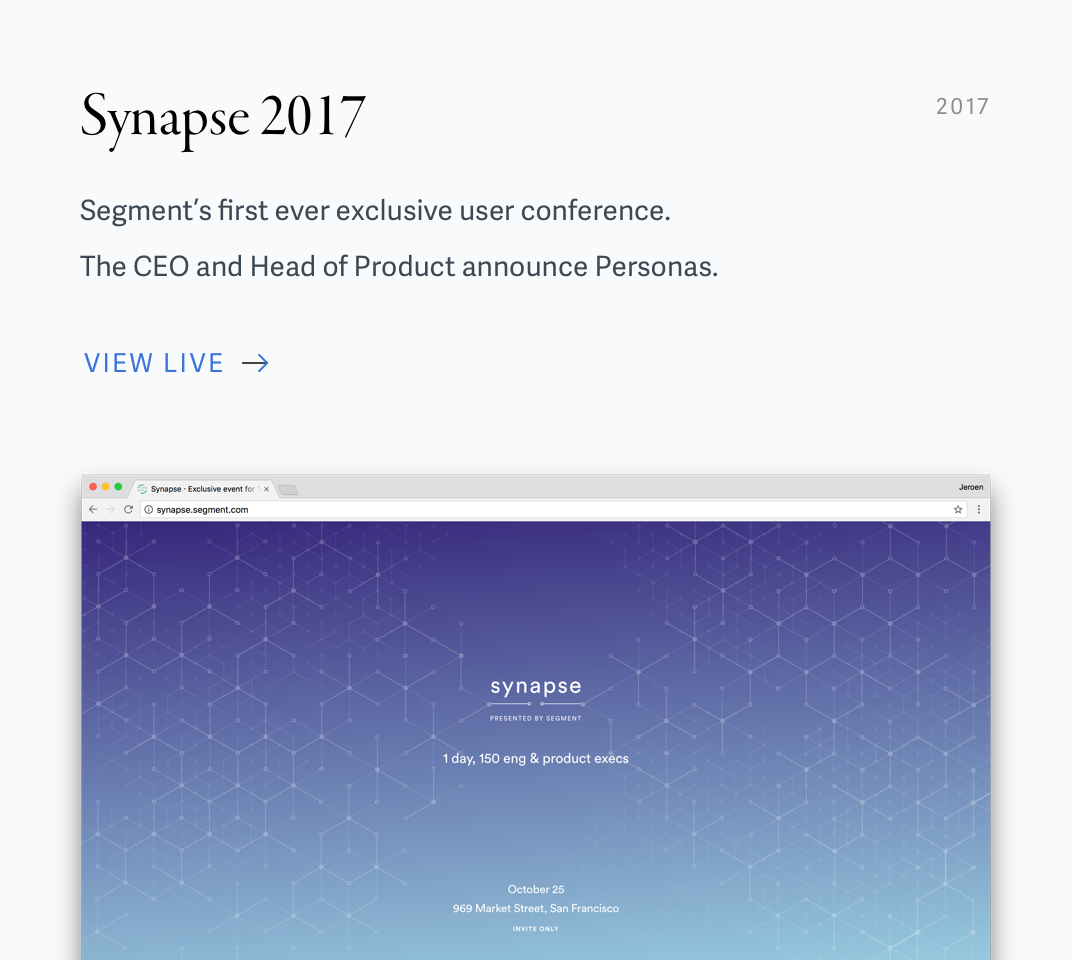 Synapse 2017
2017
Segment’s first ever exclusive user conference.
The CEO and Head of Product announce Personas.
VIEW LIVE
Synapse · Exclusive event for
Jeroen
synapse.segment.com
synapse
PRESENTED BY SEGMENT
1 day, 150 eng & product execs
October 25
969 Market Street, San Francisco
INVITE ONLY